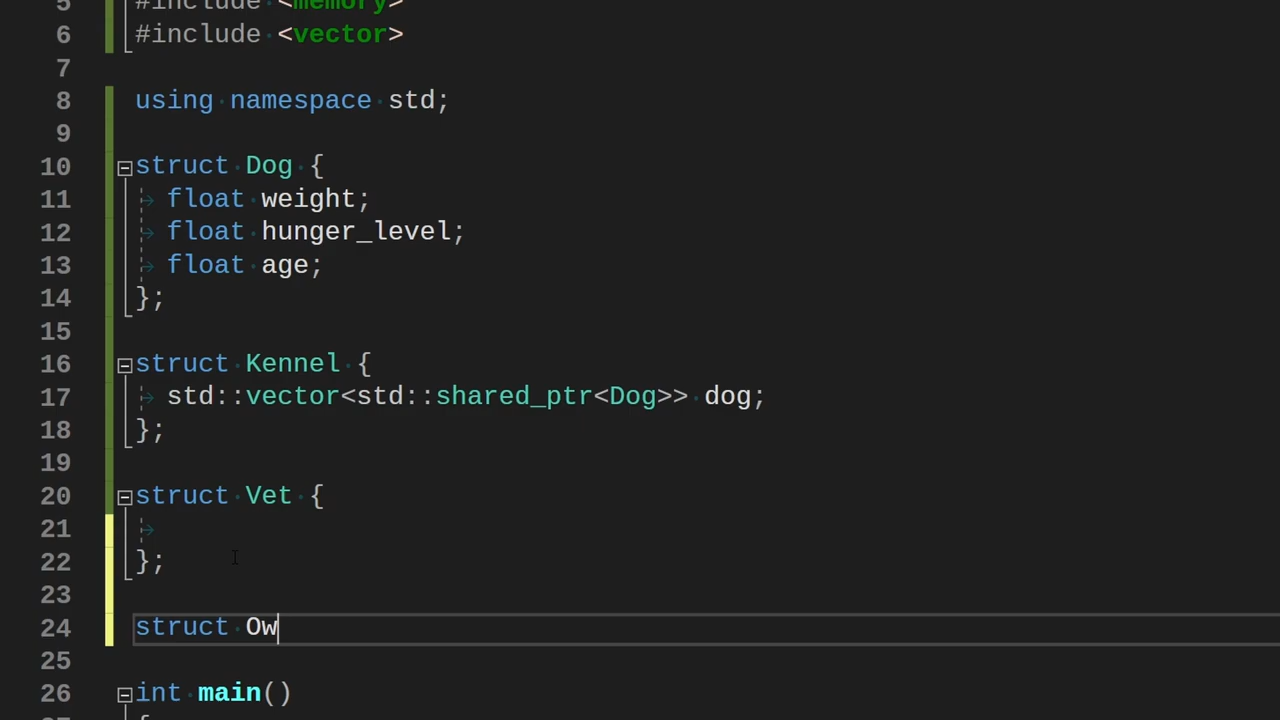 5 #include <memory>
6 #include <vector>
7
8 using namespace std;
9
10 struct Dog {
11 float weight;
12 float hunger_level;
13 float age;
14 };
15
16 struct Kennel {
17 std::vector<std::shared_ptr<Dog>> dog;
18 };
19
20 struct Vet {
21
22 };
23
24 struct Ow
25
26 int main()
27 {